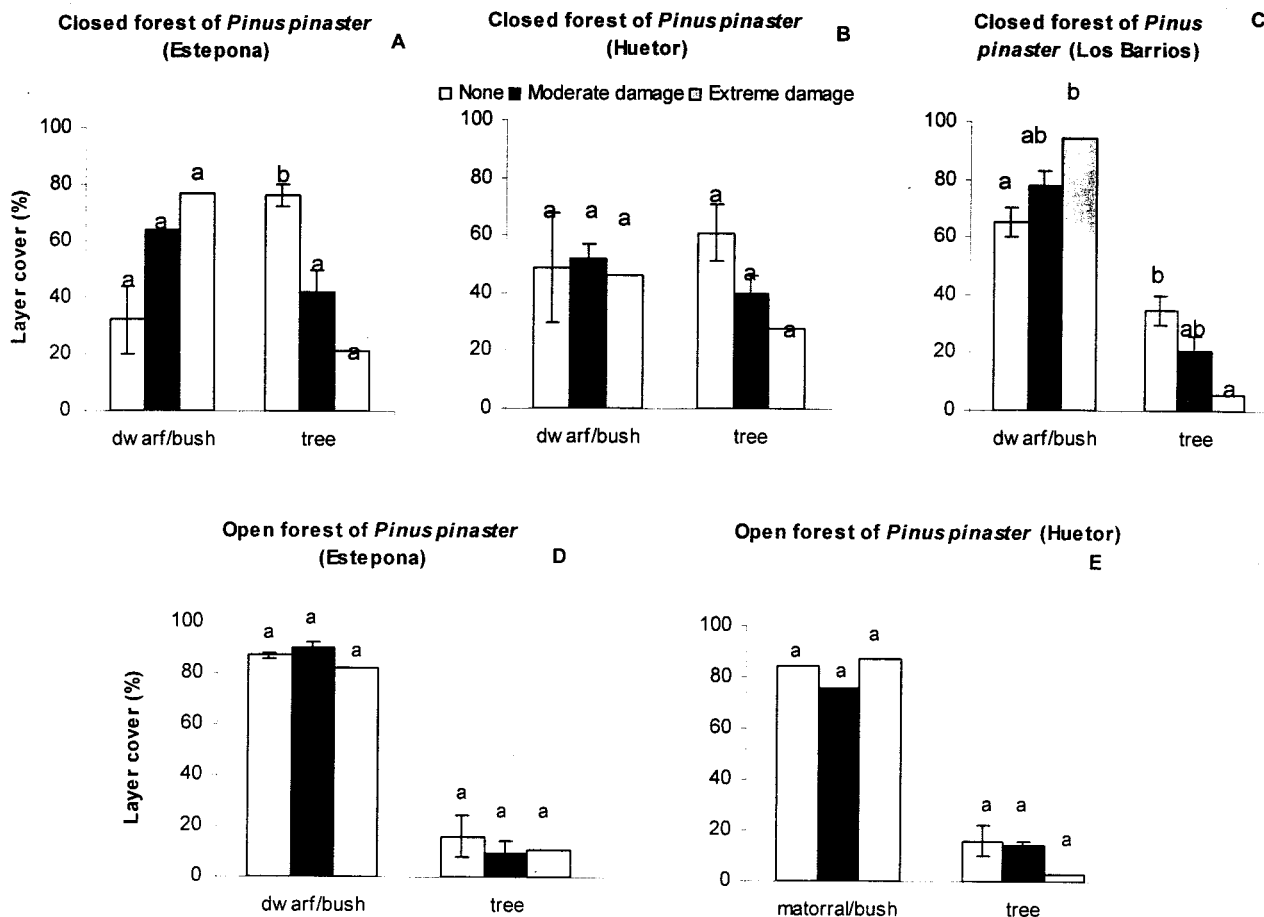 Closed forest of Pinus pinaster
(Estepona)
A
Closed forest of Pinus pinaster
(Huetor)
B
Closed forest of Pinus
pinaster (Los Barrios)
C
None Moderate damage Extreme damage
Layer cover (%)
100
80
60
40
20
0
a
a
a
b
a
a
dw arf/bush
tree
100
80
60
40
20
0
a
a
a
a
a
a
dw arf/bush
tree
100
80
60
40
20
0
a
ab
b
b
ab
a
dw arf/bush
tree
Open forest of Pinus pinaster
(Estepona)
D
Open forest of Pinus pinaster (Huetor)
E
Layer cover (%)
100
80
60
40
20
0
a
a
a
a
a
a
dw arf/bush
tree
100
80
60
40
20
0
a
a
a
a
a
a
matorral/bush
tree